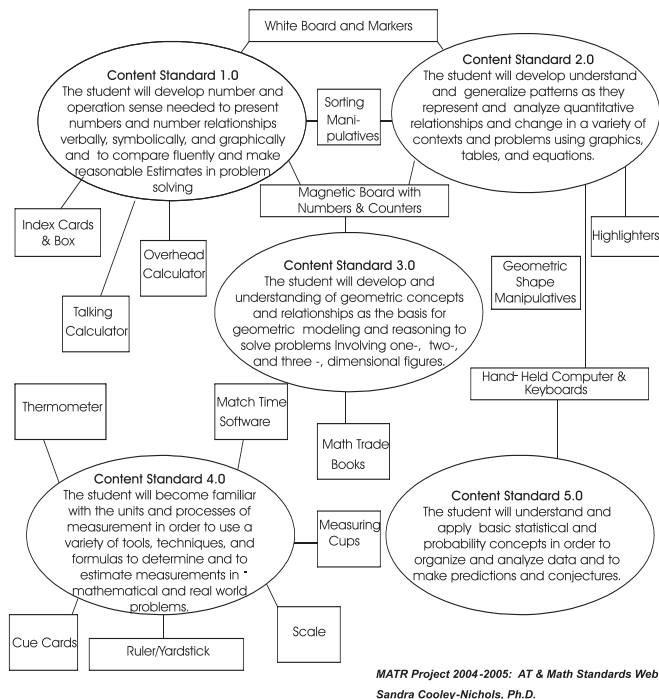 White Board and Markers
Content Standard 1.0
The student will develop number and
operation sense needed to present
numbers and number relationships
verbally, symbolically, and graphically
and to compare fluently and make
reasonable Estimates in problem
solving
Sorting
Mani-
pulatives
Content Standard 2.0
The student will develop understand
and generalize patterns as they
represent and analyze quantitative
relationships and change in a variety of
contexts and problems using graphics,
tables, and equations.
Magnetic Board with
Numbers & Counters
Index Cards
& Box
Overhead
Calculator
Talking
Calculator
Highlighters
Geometric
Shape
Manipulatives
Content Standard 3.0
The student will develop and
understanding of geometric concepts
and relationships as the basis for
geometric modeling and reasoning to
solve problems Involving one-, two-,
and three -, dimensional figures.
Hand-Held Computer &
Keyboards
Thermometer
Match Time
Software
Math Trade
Books
Content Standard 4.0
The student will become familiar
with the units and processes of
measurement in order to use a
variety of tools, techniques, and
formulas to determine and to
estimate measurements in -
mathematical and real world
problems.
Measuring
Cups
Content Standard 5.0
The student will understand and
apply basic statistical and
probability concepts in order to
organize and analyze data and to
make predictions and conjectures.
Cue Cards
Ruler/Yardstick
Scale
MATR Project 2004-2005: AT & Math Standards Web
Sandra Cooley-Nichols, Ph.D.